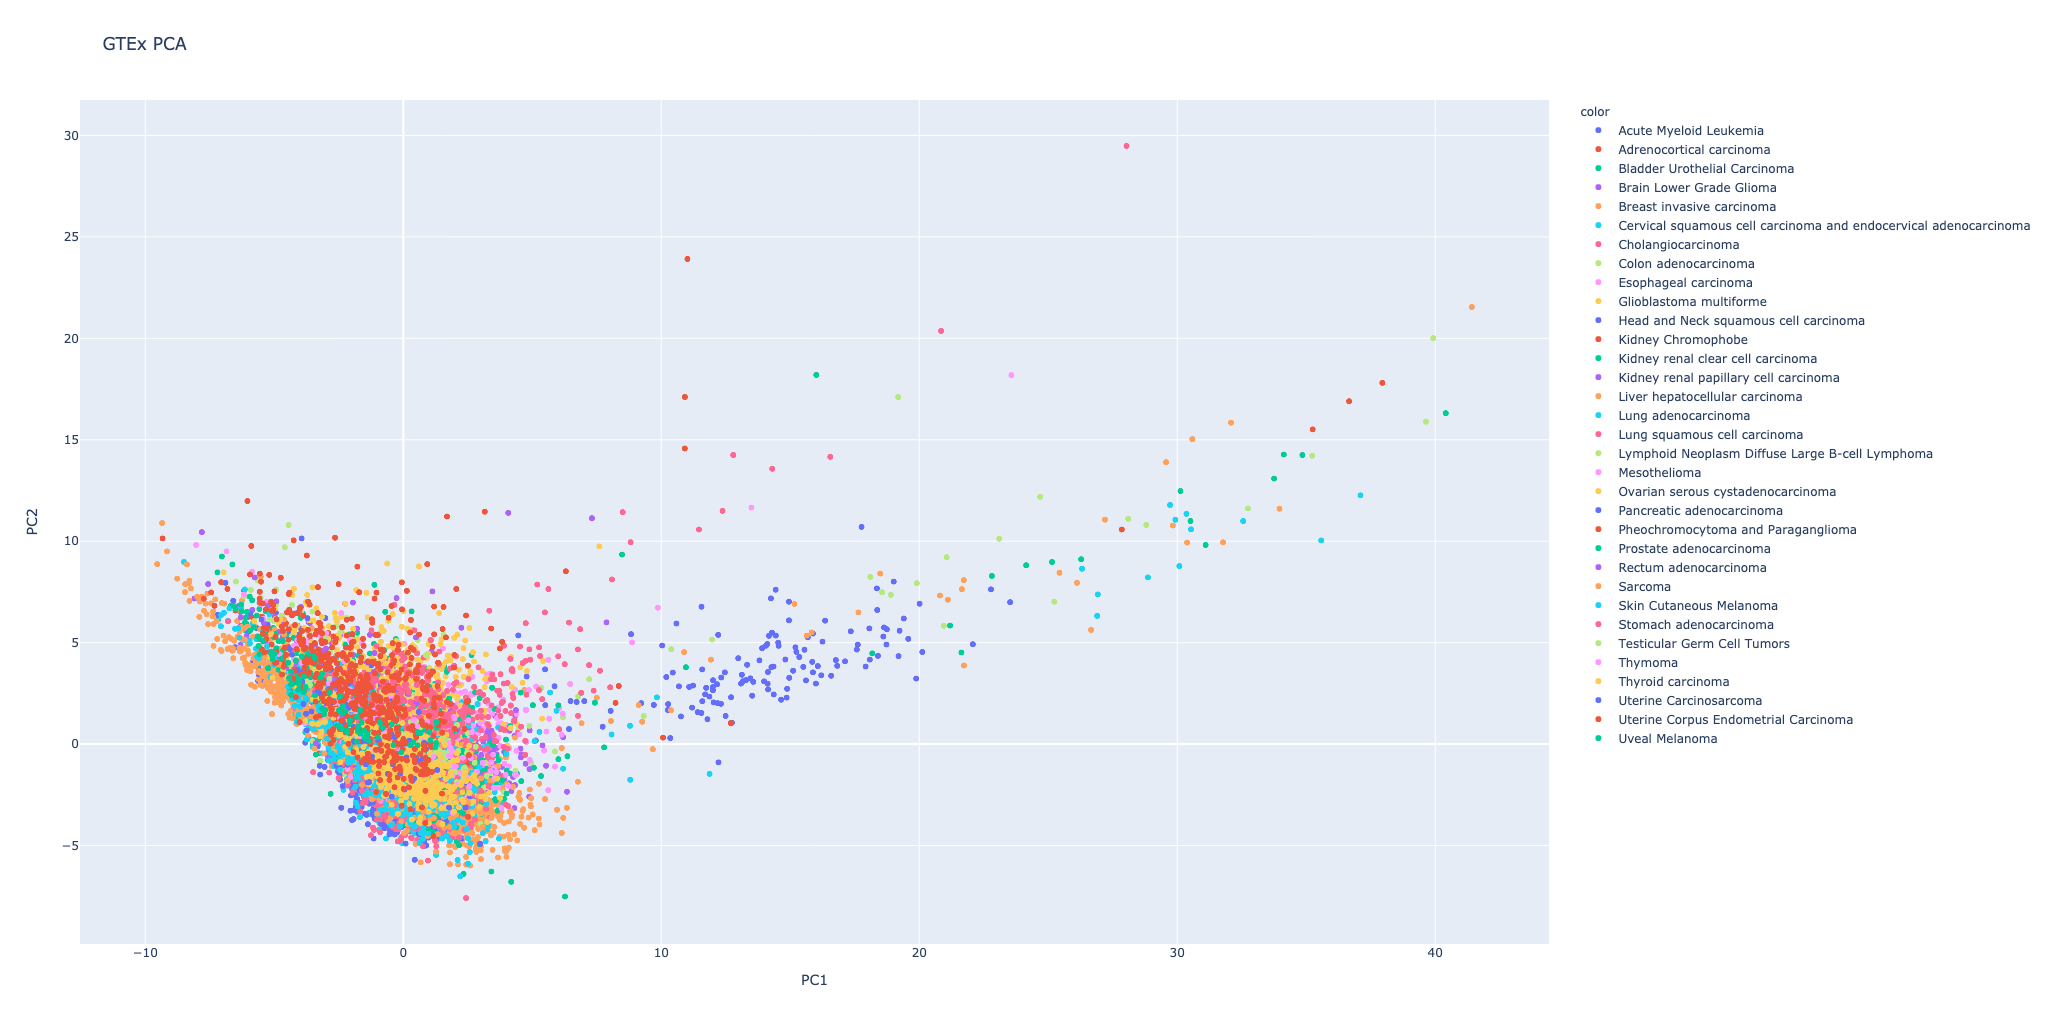 GTEx PCA
30
25
20
15
10
5
0
−5
PC2
−10
0
10
20
30
40
PC1
color
Acute Myeloid Leukemia
Adrenocortical carcinoma
Bladder Urothelial Carcinoma
Brain Lower Grade Glioma
Breast invasive carcinoma
Cervical squamous cell carcinoma and endocervical adenocarcinoma
Cholangiocarcinoma
Colon adenocarcinoma
Esophageal carcinoma
Glioblastoma multiforme
Head and Neck squamous cell carcinoma
Kidney Chromophobe
Kidney renal clear cell carcinoma
Kidney renal papillary cell carcinoma
Liver hepatocellular carcinoma
Lung adenocarcinoma
Lung squamous cell carcinoma
Lymphoid Neoplasm Diffuse Large B-cell Lymphoma
Mesothelioma
Ovarian serous cystadenocarcinoma
Pancreatic adenocarcinoma
Pheochromocytoma and Paraganglioma
Prostate adenocarcinoma
Rectum adenocarcinoma
Sarcoma
Skin Cutaneous Melanoma
Stomach adenocarcinoma
Testicular Germ Cell Tumors
Thymoma
Thyroid carcinoma
Uterine Carcinosarcoma
Uterine Corpus Endometrial Carcinoma
Uveal Melanoma